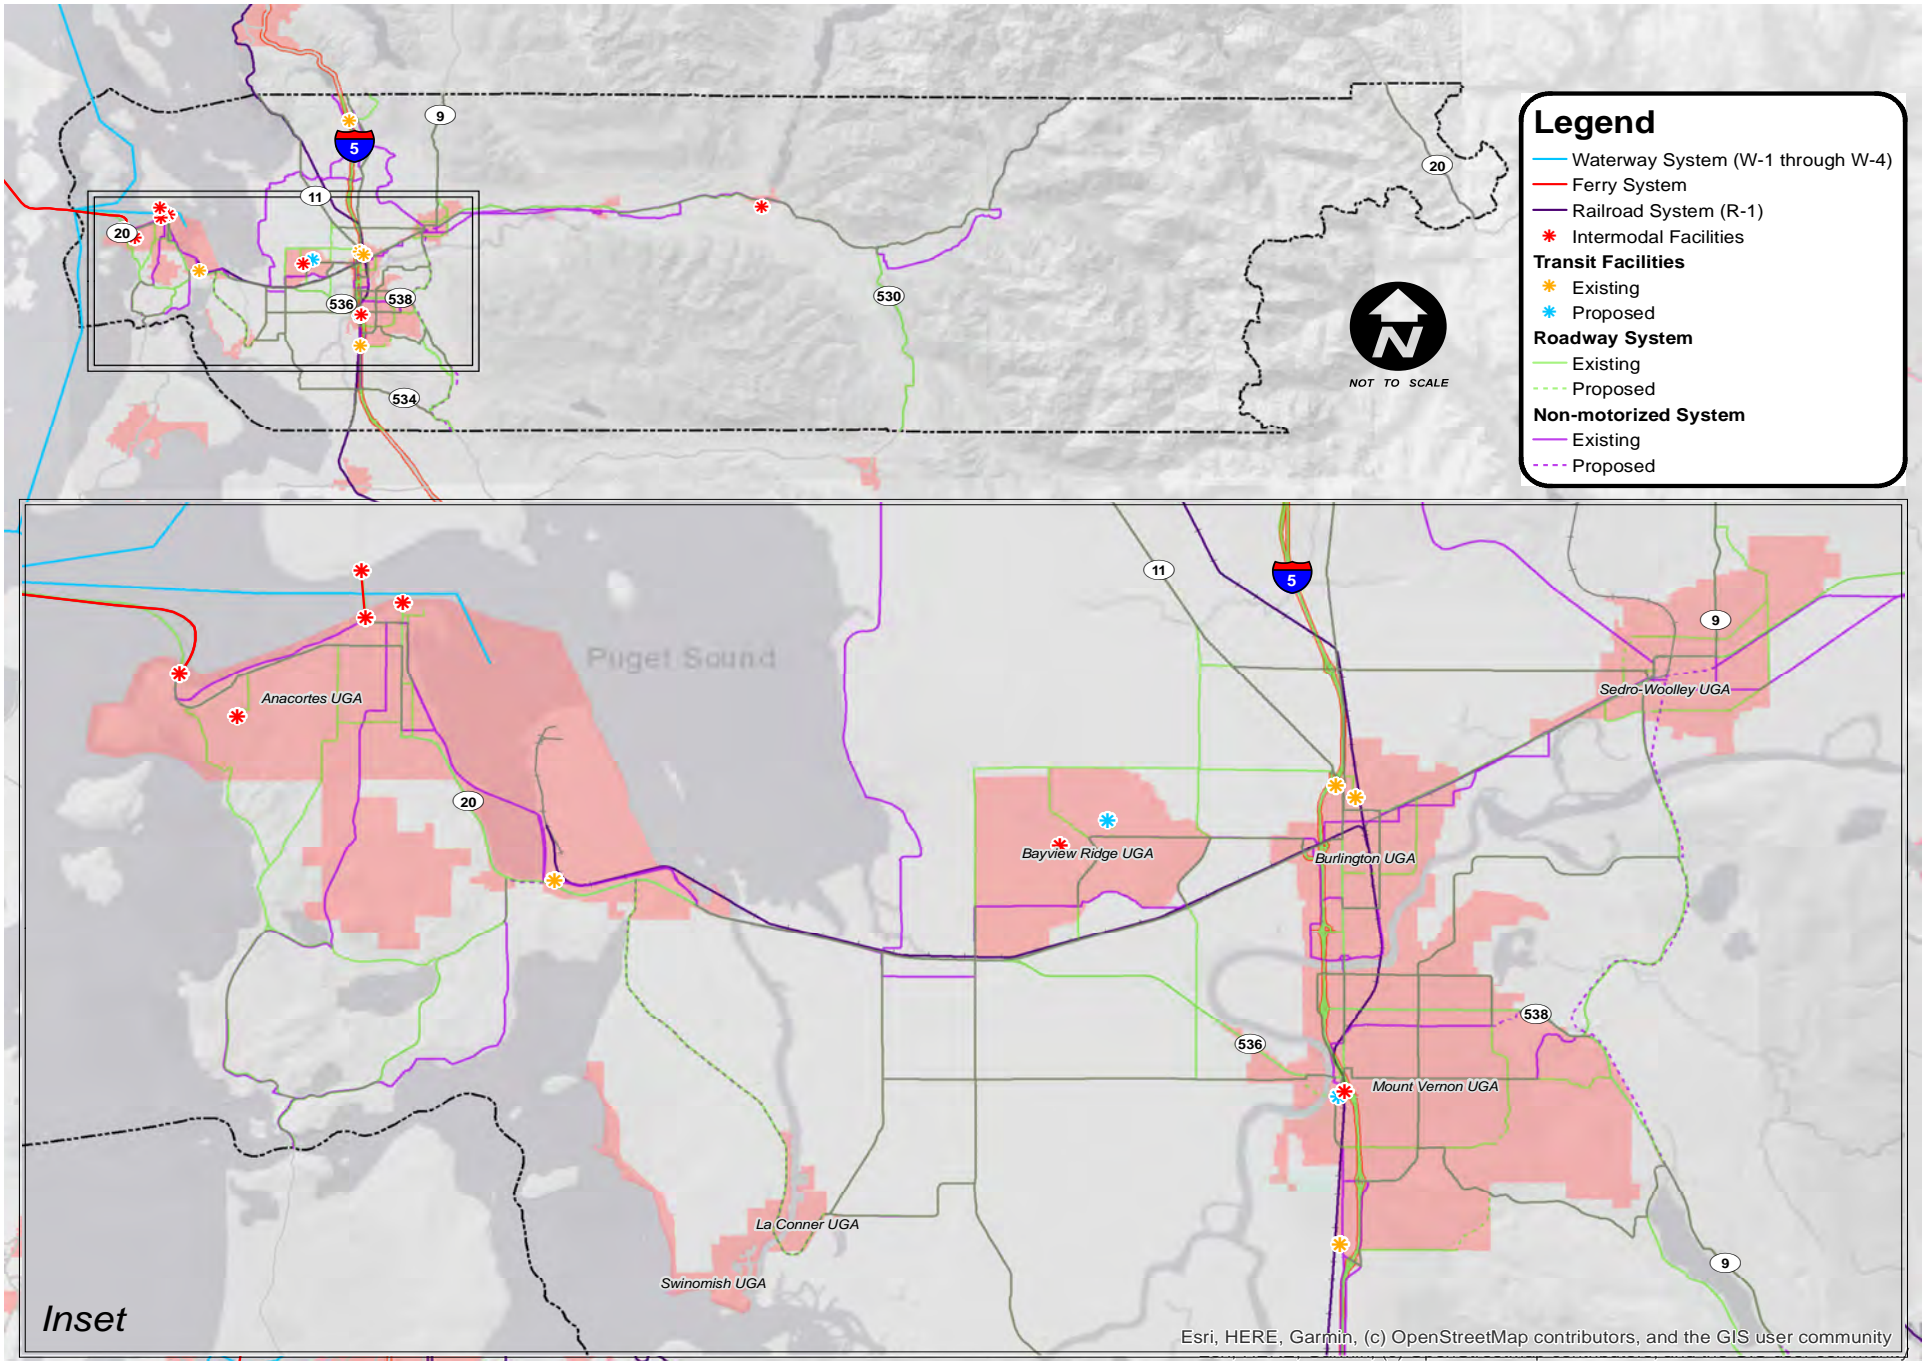 9
5
11
20
20
536
538
530
534
NOT TO SCALE
N
Legend
Waterway System (W-1 through W-4)
Ferry System
Railroad System (R-1)
Intermodal Facilities
Transit Facilities
Existing
Proposed
Roadway System
Existing
Proposed
Non-motorized System
Existing
Proposed
11
5
9
Puget Sound
Anacortes UGA
Sedro-Woolley UGA
20
Bayview Ridge UGA
Burlington UGA
538
536
Mount Vernon UGA
La Conner UGA
9
Swinomish UGA
Inset
Esri, HERE, Garmin, (c) OpenStreetMap contributors, and the GIS user community